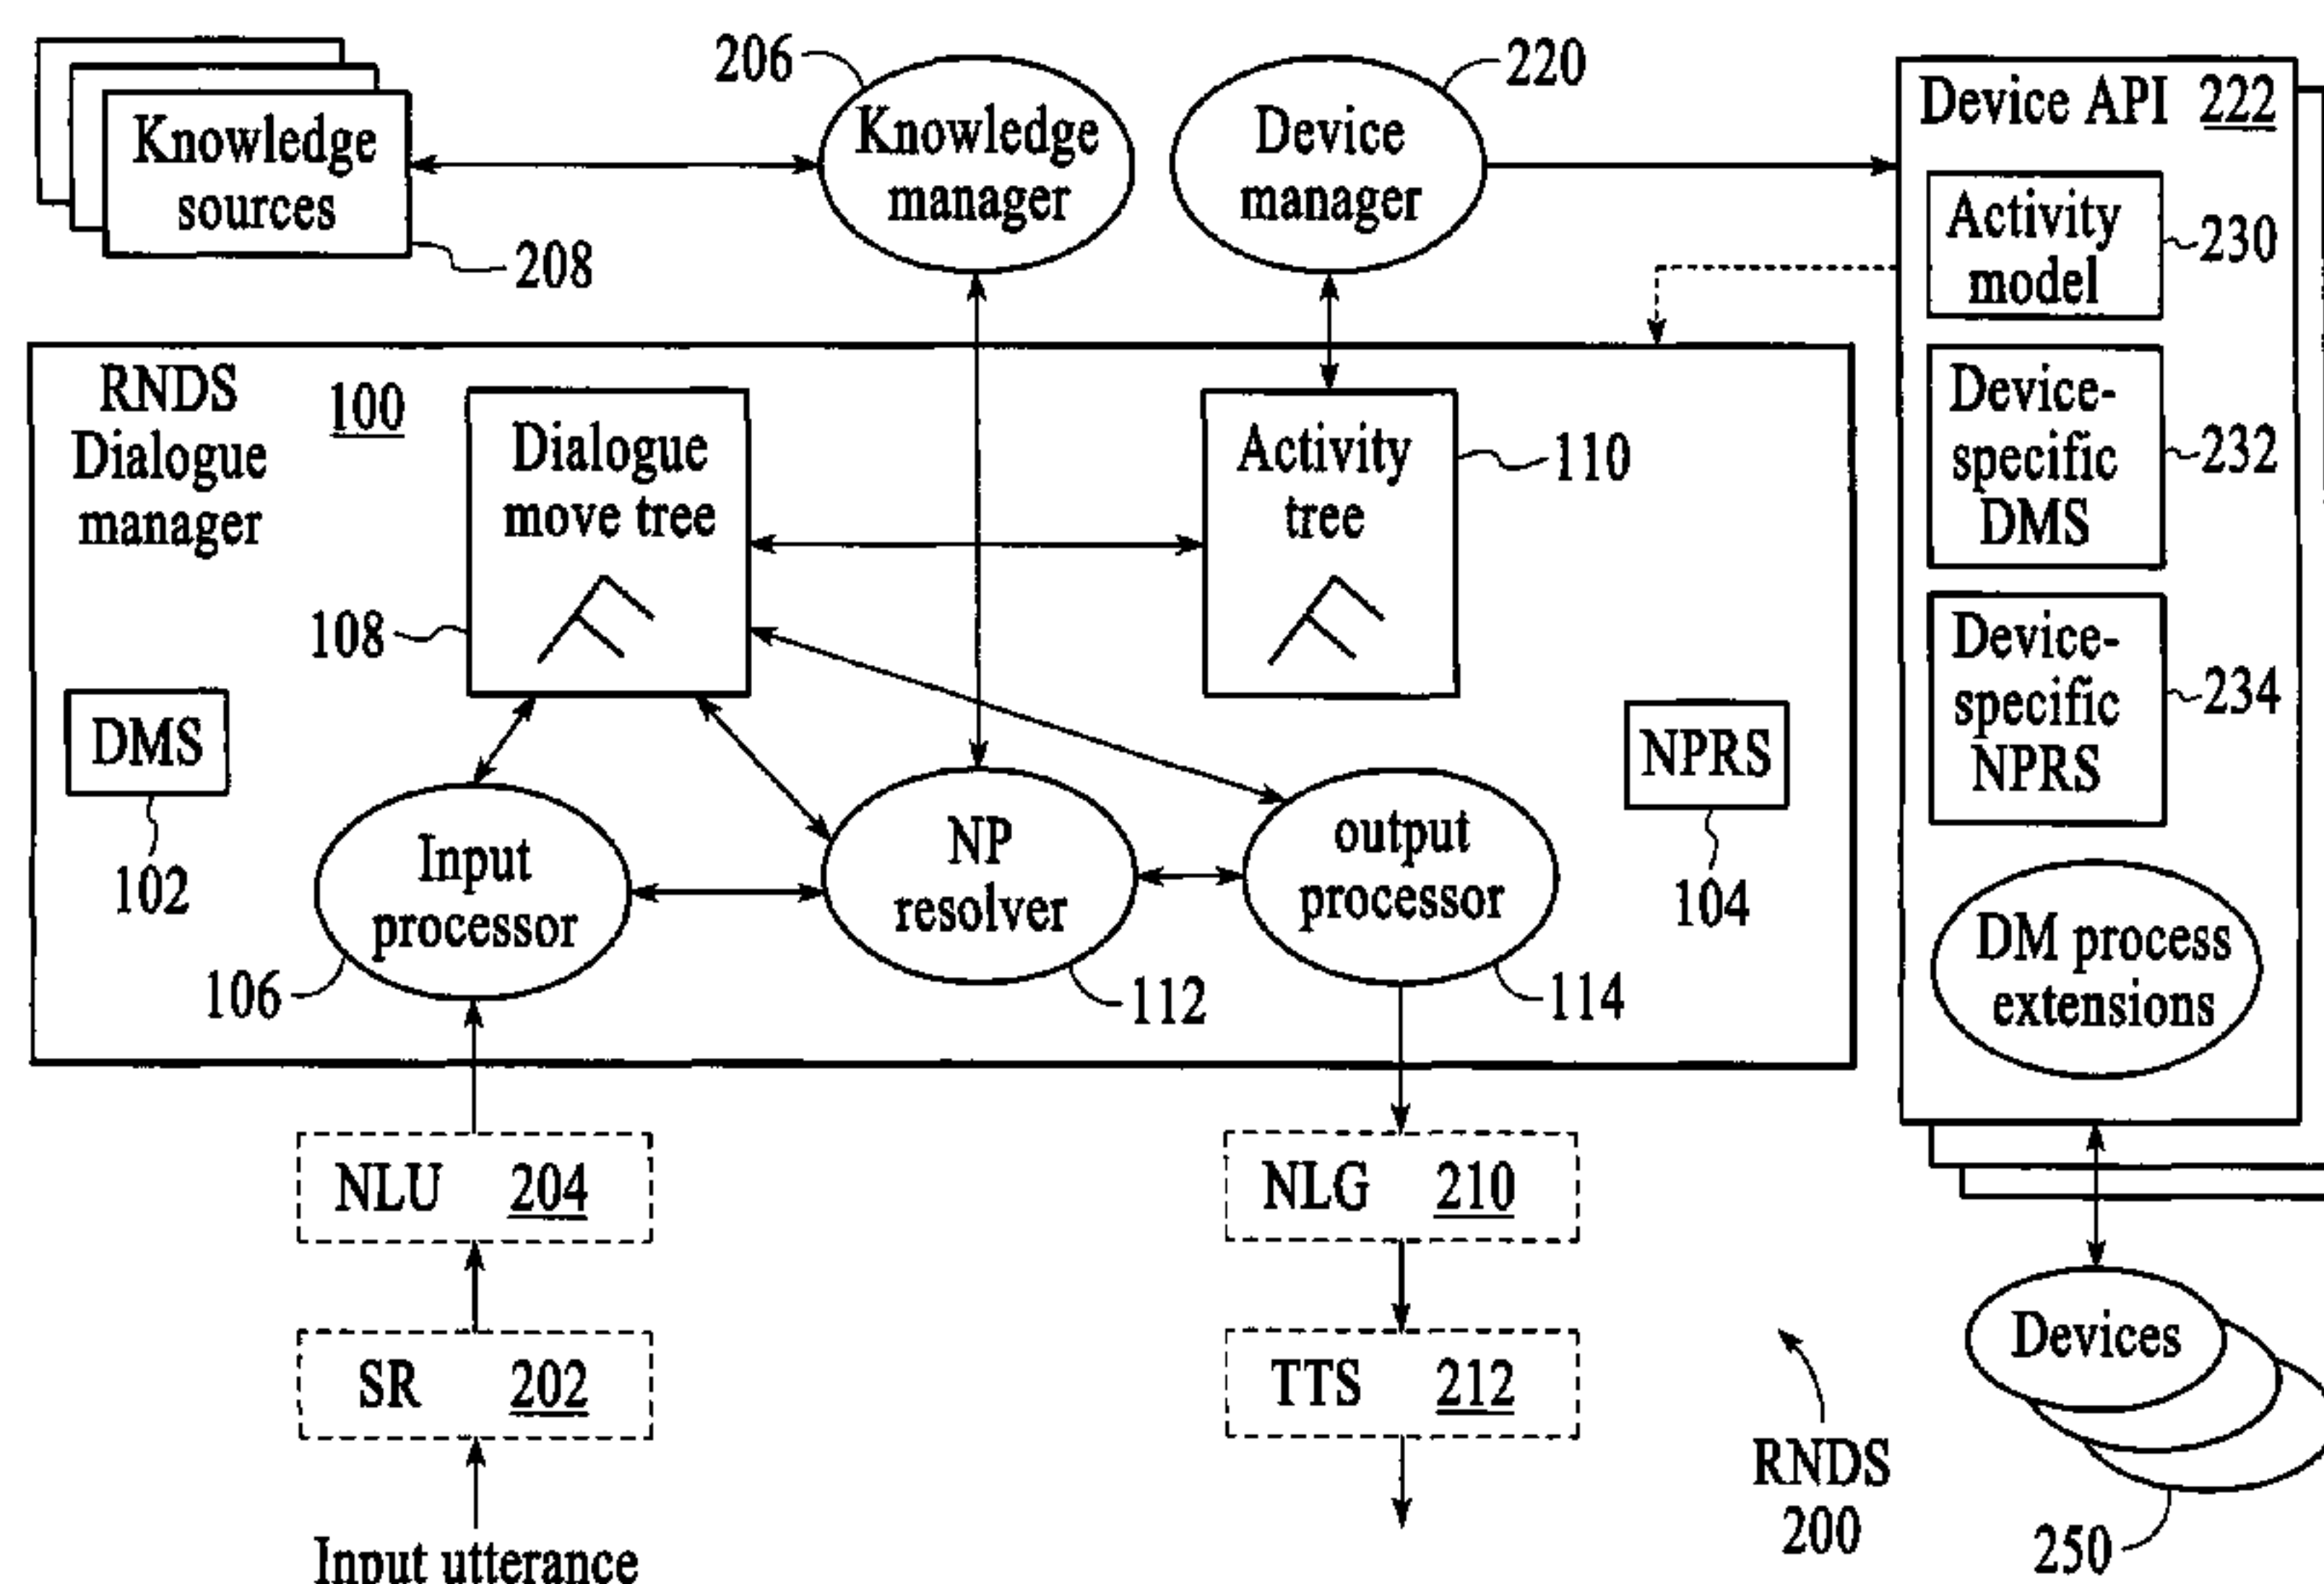 206
220
Knowledge
sources
208
Knowledge
manager
Device
manager
Device API 222
Activity
model
230
Device-
specific
DMS
232
Device-
specific
NPRS
234
DM process
extensions
RNDS
Dialogue
manager
100
Dialogue
move tree
108
Activity
tree
110
DMS
102
NPRS
104
Input
processor
106
NP
resolver
112
output
processor
114
NLU 204
NLG 210
SR 202
TTS 212
Input utterance
RNDS
200
Devices
250